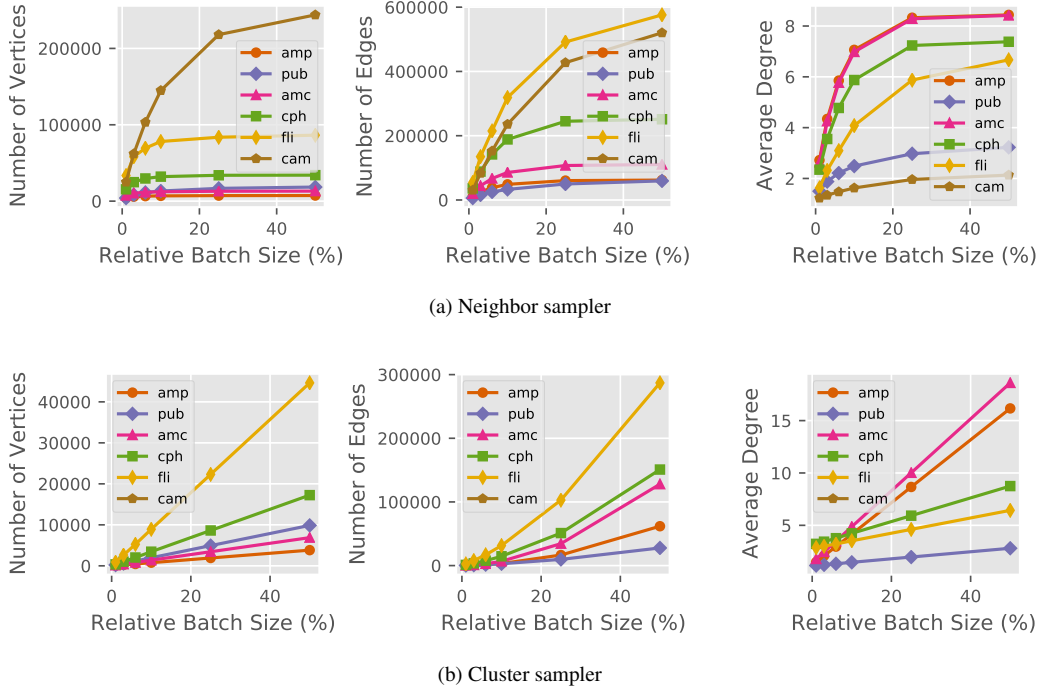 Number of Vertices
200000
100000
0
0
20
40
Relative Batch Size (%)
amp
pub
amc
cph
fli
cam
Number of Edges
600000
400000
200000
0
0
20
40
Relative Batch Size (%)
amp
pub
amc
cph
fli
cam
Average Degree
8
6
4
2
0
20
40
Relative Batch Size (%)
amp
pub
amc
cph
fli
cam
(a) Neighbor sampler
Number of Vertices
40000
30000
20000
10000
0
0
20
40
Relative Batch Size (%)
amp
pub
amc
cph
fli
cam
Number of Edges
300000
200000
100000
0
0
20
40
Relative Batch Size (%)
amp
pub
amc
cph
fli
cam
Average Degree
15
10
5
0
20
40
Relative Batch Size (%)
amp
pub
amc
cph
fli
cam
(b) Cluster sampler